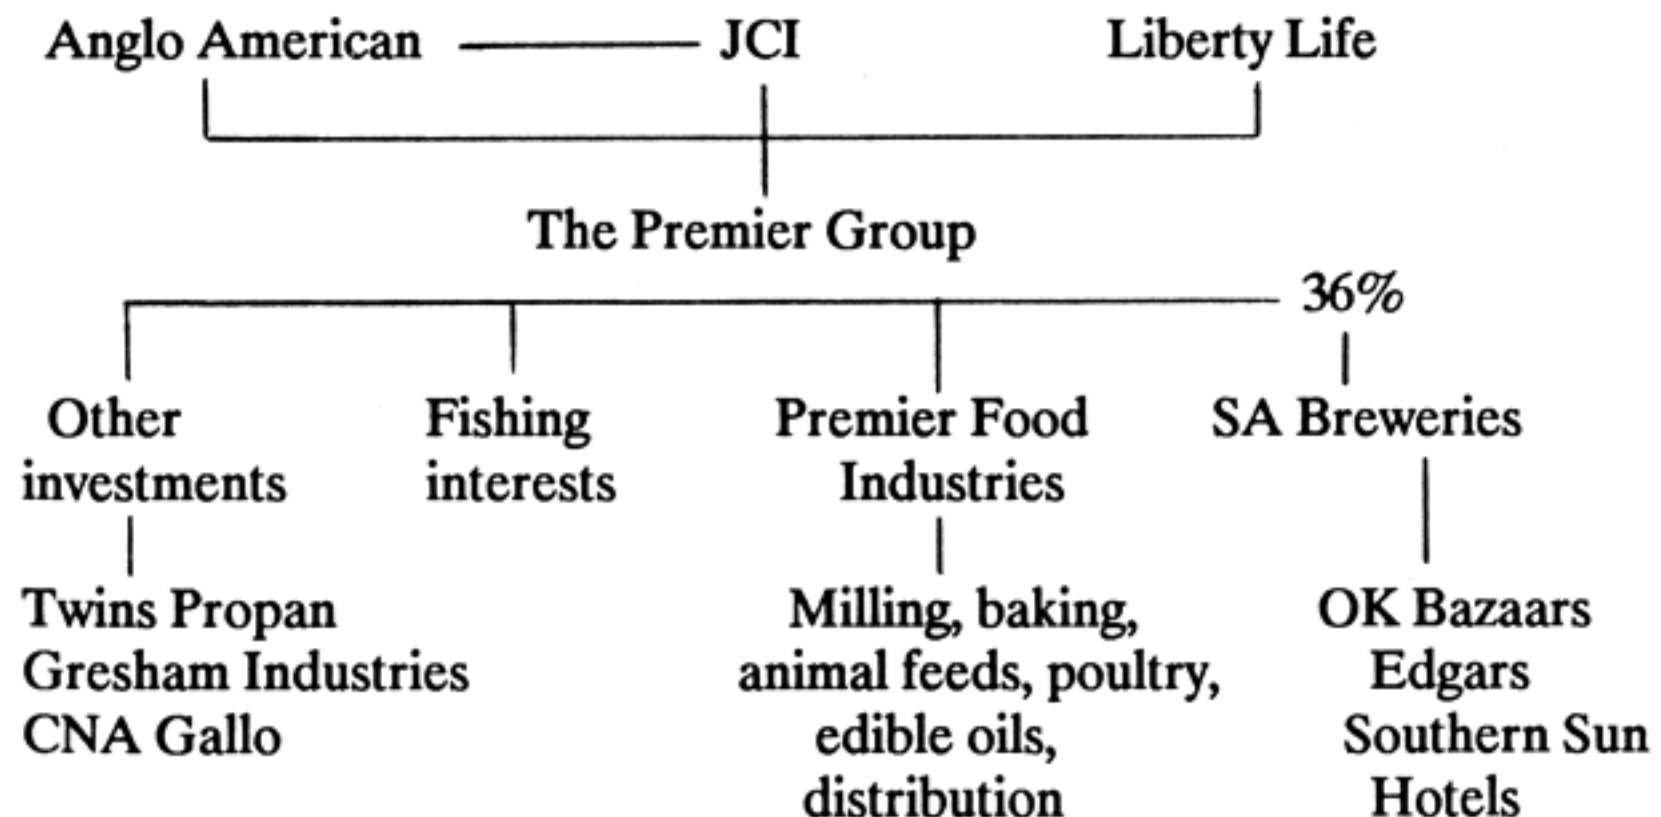 Anglo American JCI Liberty Life
The Premier Group
36%
Other investments
Fishing interests
Premier Food Industries
SA Breweries
Twins Propan
Gresham Industries
CNA Gallo
Milling, baking,
animal feeds, poultry,
edible oils,
distribution
OK Bazaars
Edgars
Southern Sun
Hotels